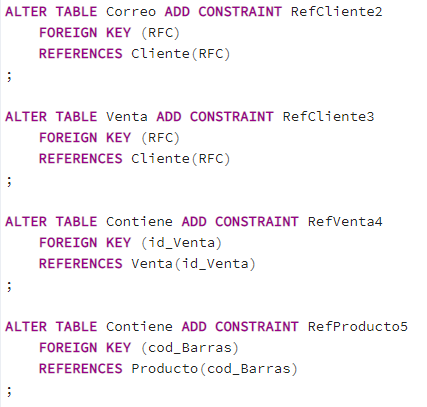 ALTER TABLE Correo ADD CONSTRAINT RefCliente2
    FOREIGN KEY (RFC)
    REFERENCES Cliente(RFC)
;
ALTER TABLE Venta ADD CONSTRAINT RefCliente3
    FOREIGN KEY (RFC)
    REFERENCES Cliente(RFC)
;
ALTER TABLE Contiene ADD CONSTRAINT RefVenta4
    FOREIGN KEY (id_Venta)
    REFERENCES Venta(id_Venta)
;
ALTER TABLE Contiene ADD CONSTRAINT RefProducto5
    FOREIGN KEY (cod_Barras)
    REFERENCES Producto(cod_Barras)
;